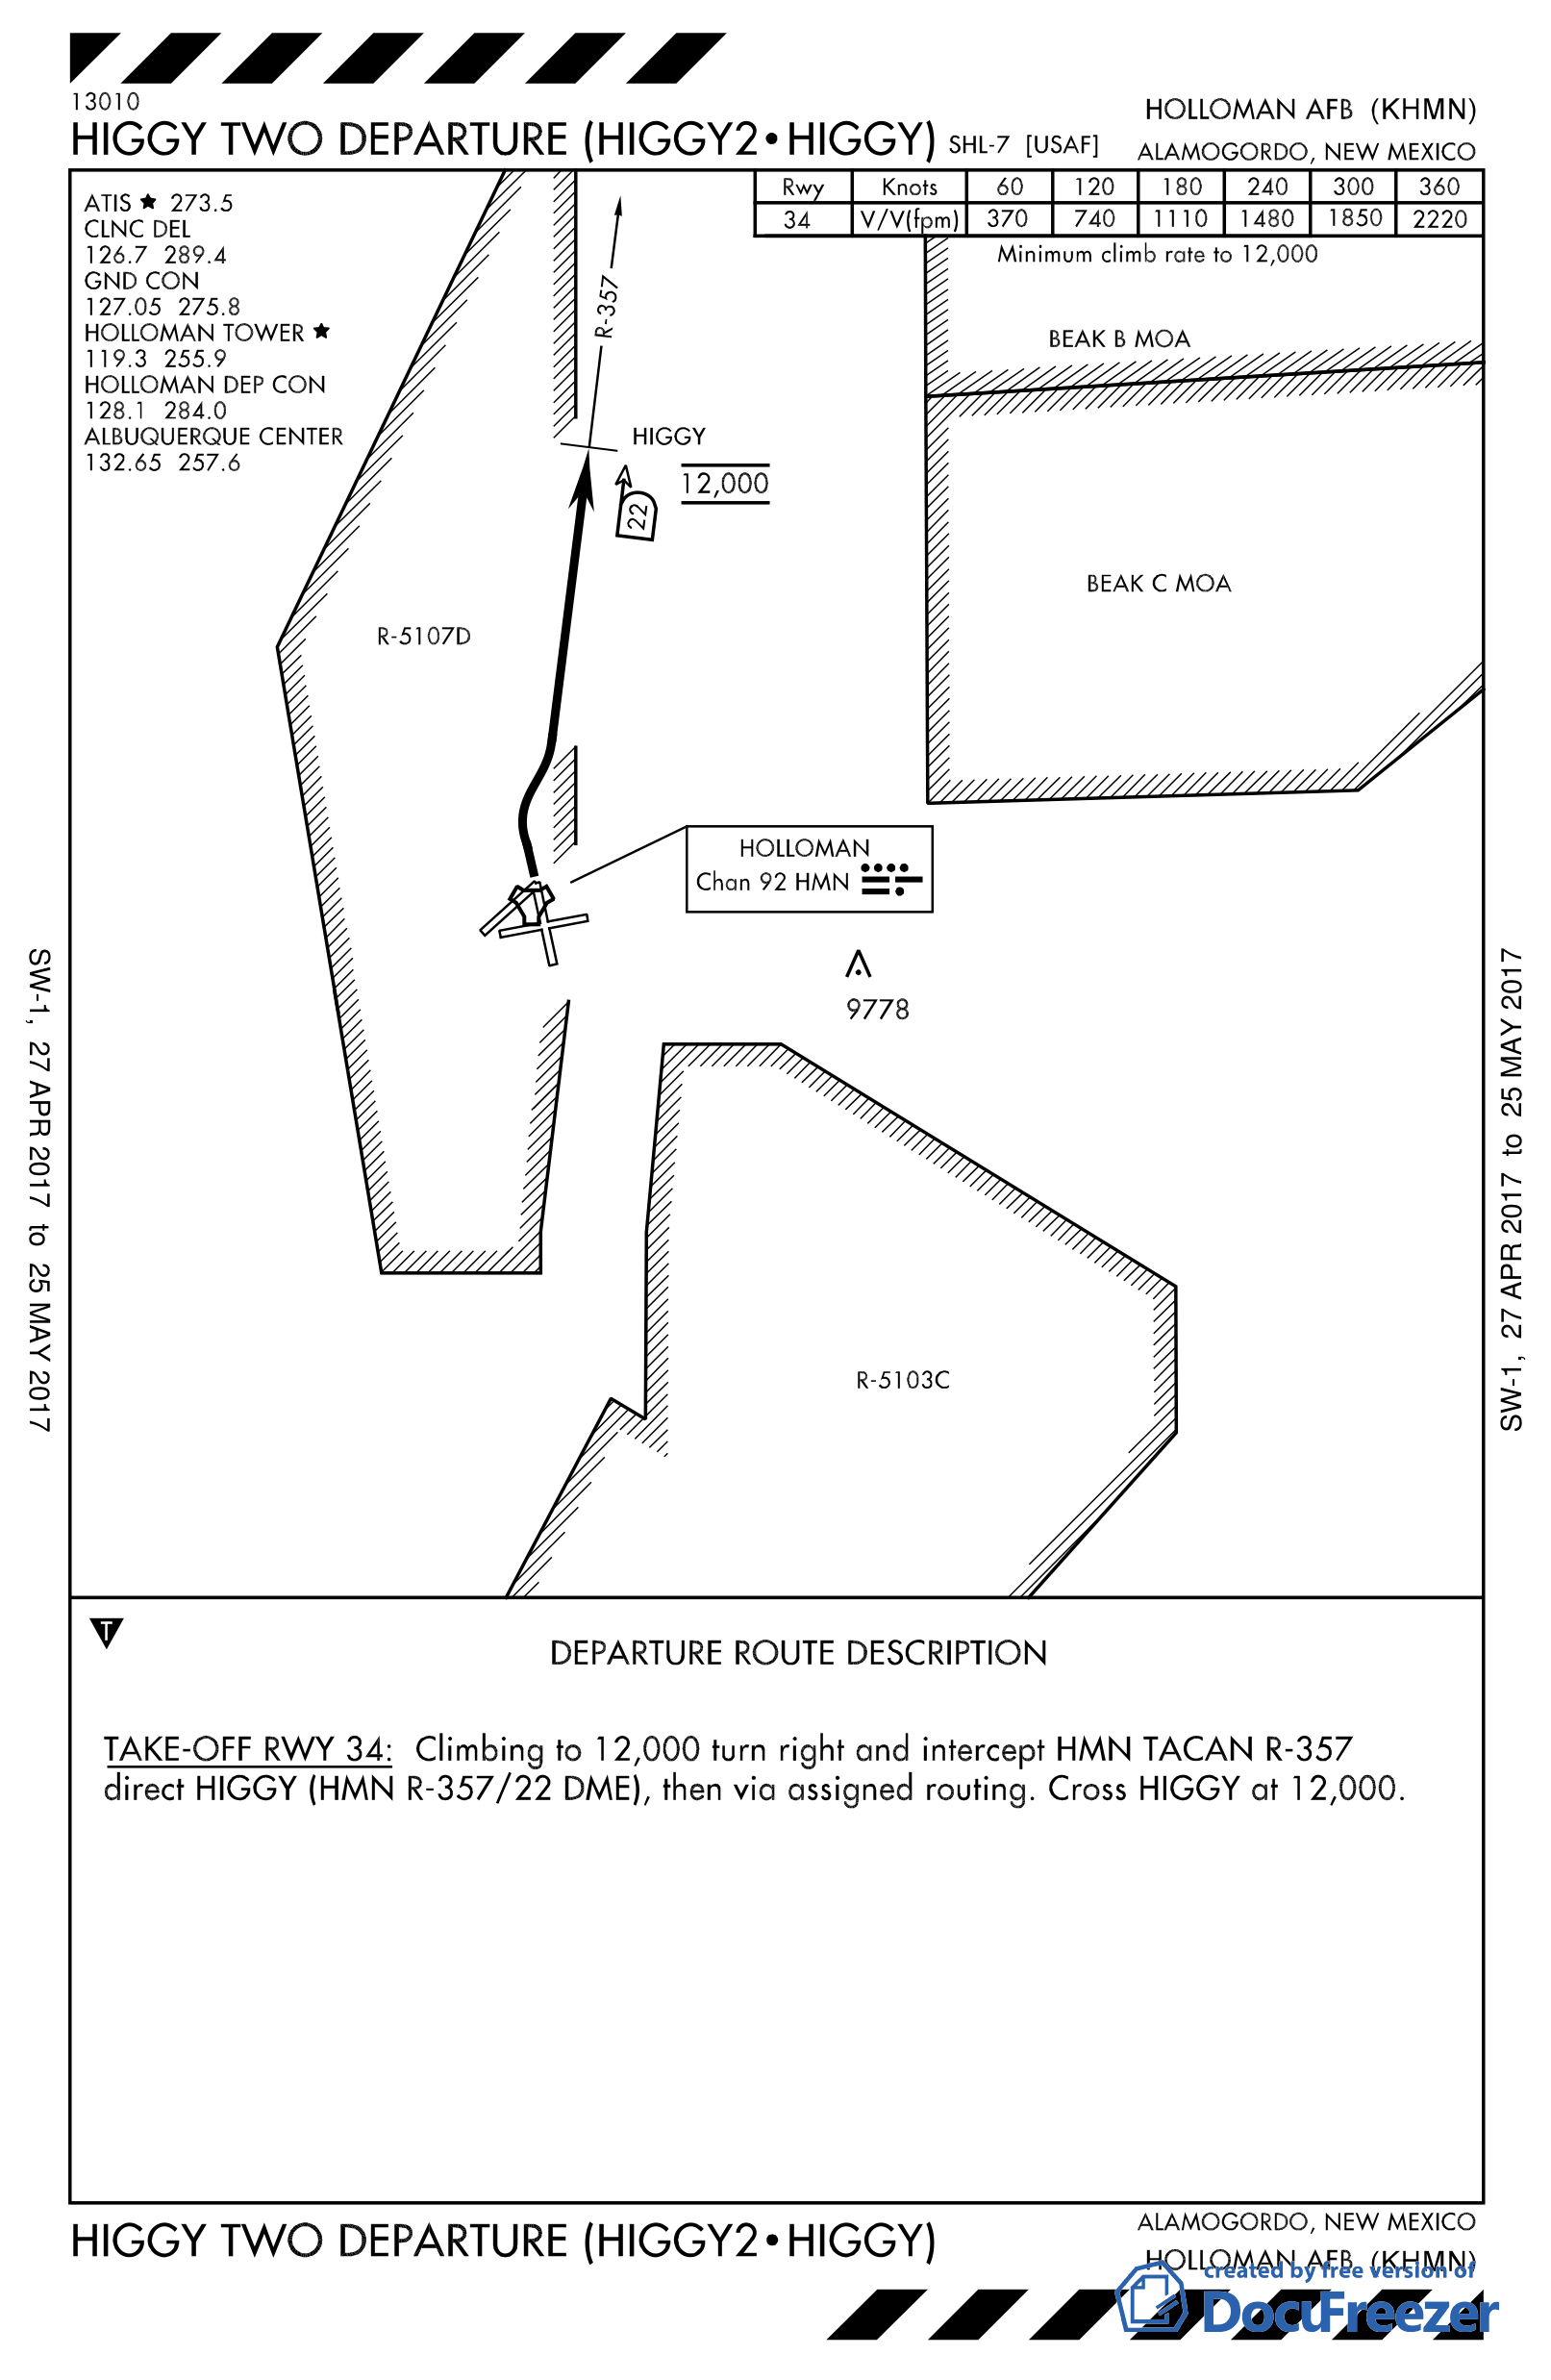 13010
HIGGY TWO DEPARTURE (HIGGY2•HIGGY) SHL-7 [USAF]
HOLLOMAN AFB (KHMN)
ALAMOGORDO, NEW MEXICO
ATIS ★ 273.5
CLNC DEL
126.7 289.4
GND CON
127.05 275.8
HOLLOMAN TOWER ★
119.3 255.9
HOLLOMAN DEP CON
128.1 284.0
ALBUQUERQUE CENTER
132.65 257.6
Rwy Knots 60 120 180 240 300 360
34 V/V(fpm) 370 740 1110 1480 1850 2220
Minimum climb rate to 12,000
R-357
BEAK B MOA
HIGGY
12,000
22
BEAK C MOA
R-5107D
HOLLOMAN
Chan 92 HMN
9778
R-5103C
SW-1, 27 APR 2017 to 25 MAY 2017
SW-1, 27 APR 2017 to 25 MAY 2017
T
DEPARTURE ROUTE DESCRIPTION
TAKE-OFF RWY 34: Climbing to 12,000 turn right and intercept HMN TACAN R-357
direct HIGGY (HMN R-357/22 DME), then via assigned routing. Cross HIGGY at 12,000.
HIGGY TWO DEPARTURE (HIGGY2•HIGGY)
ALAMOGORDO, NEW MEXICO
HOLLOMAN AFB (KHMN)
created by free version of
DocuFreezer